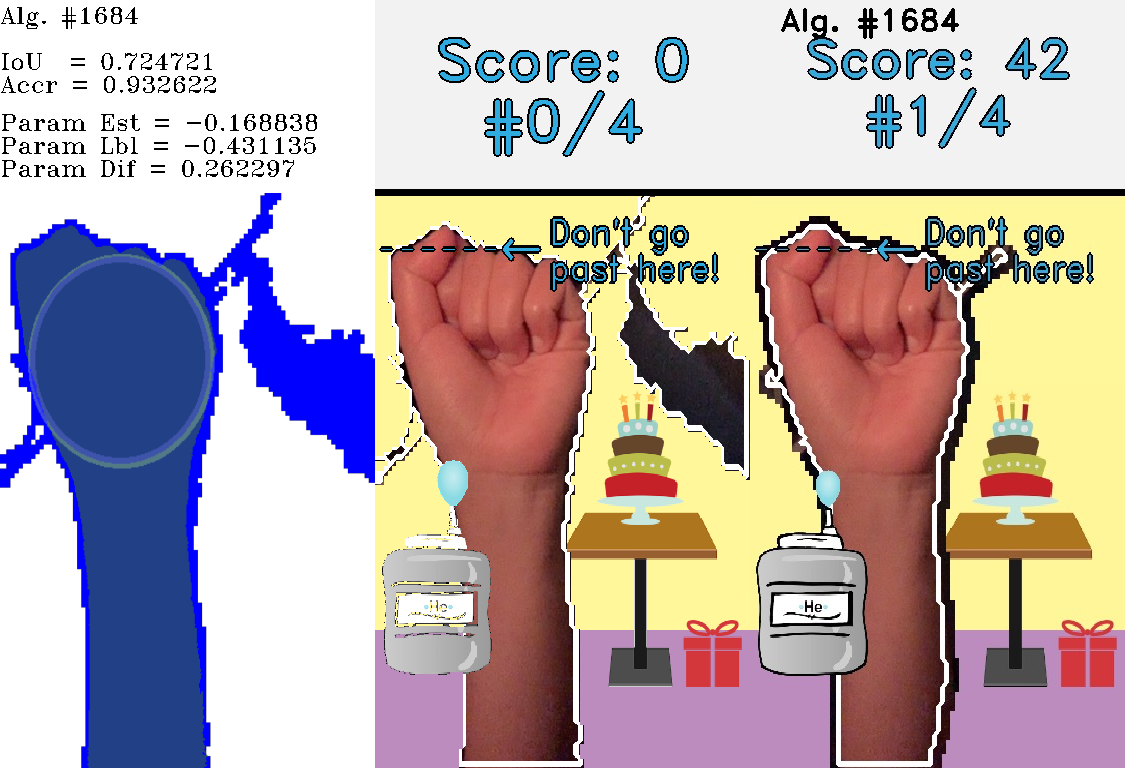 Alg. #1684
IoU = 0.724721
Accr = 0.932622
Param Est = −0.168838
Param Lbl = −0.431135
Param Dif = 0.262297
Score: 0
#0/4
Don't go
past here!
He
Alg. #1684
Score: 42
#1/4
Don't go
past here!
He